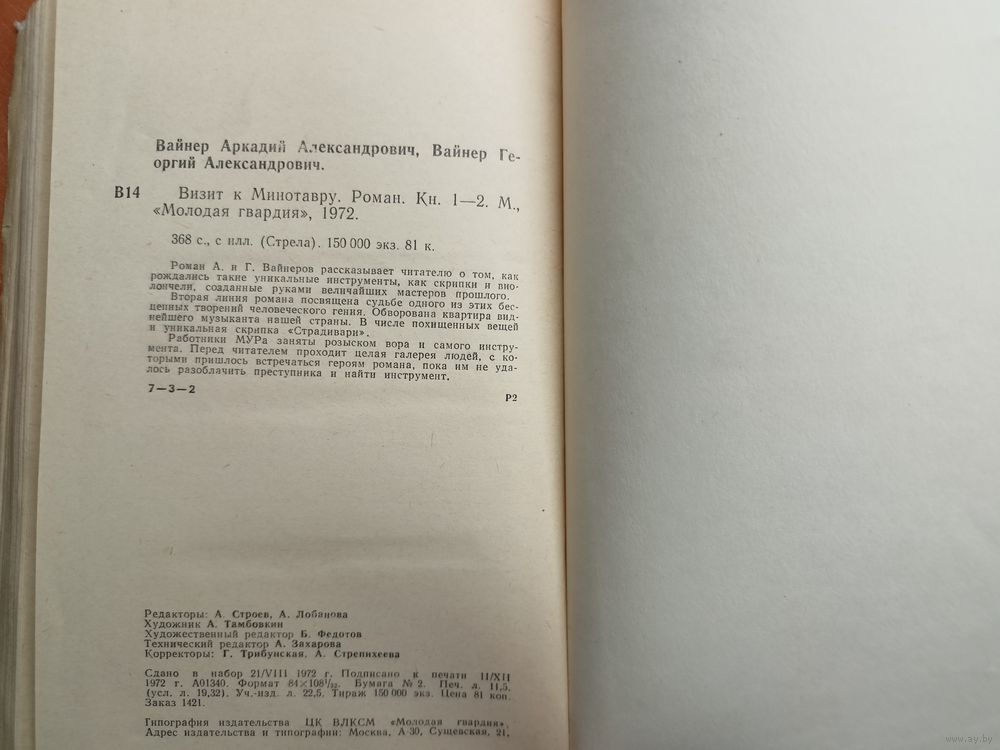 Вайнер Аркадий Александрович, Вайнер Ге-
оргий Александрович.
В14 Визит к Минотавру. Роман. Кн. 1—2. М.,
«Молодая гвардия», 1972.
368 с., с илл. (Стрела). 150 000 экз. 81 к.
Роман А. и Г. Вайнеров рассказывает читателю о том, как
рождались такие уникальные инструменты, как скрипки и вио-
лончели, созданные руками величайших мастеров прошлого.
Вторая линия романа посвящена судьбе одного из этих бес-
ценных творений человеческого гения. Обворована квартира вид-
нейшего музыканта нашей страны. В числе похищенных вещей
и уникальная скрипка «Страдивари».
Работники МУРа заняты розыском вора и самого инстру-
мента. Перед читателем проходит целая галерея людей, с ко-
торыми пришлось встречаться героям романа, пока им не уда-
лось разоблачить преступника и найти инструмент.
7—3—2
Р2
Редакторы: А. Строев, А. Лобанова
Художник А. Тамбовкин
Художественный редактор Б. Федотов
Технический редактор А. Захарова
Корректоры: Г. Трибунская, А. Стрепихеева
Сдано в набор 21/VIII 1972 г. Подписано к печати 11/XII
1972 г. А01340. Формат 84×108¹/₃₂. Бумага № 2. Печ. л. 11,5
(усл. л. 19,32). Уч.-изд. л. 22,5. Тираж 150 000 экз. Цена 81 коп.
Заказ 1421.
Типография издательства ЦК ВЛКСМ «Молодая гвардия».
Адрес издательства и типографии: Москва, А-30, Сущевская, 21.
www.ay.by